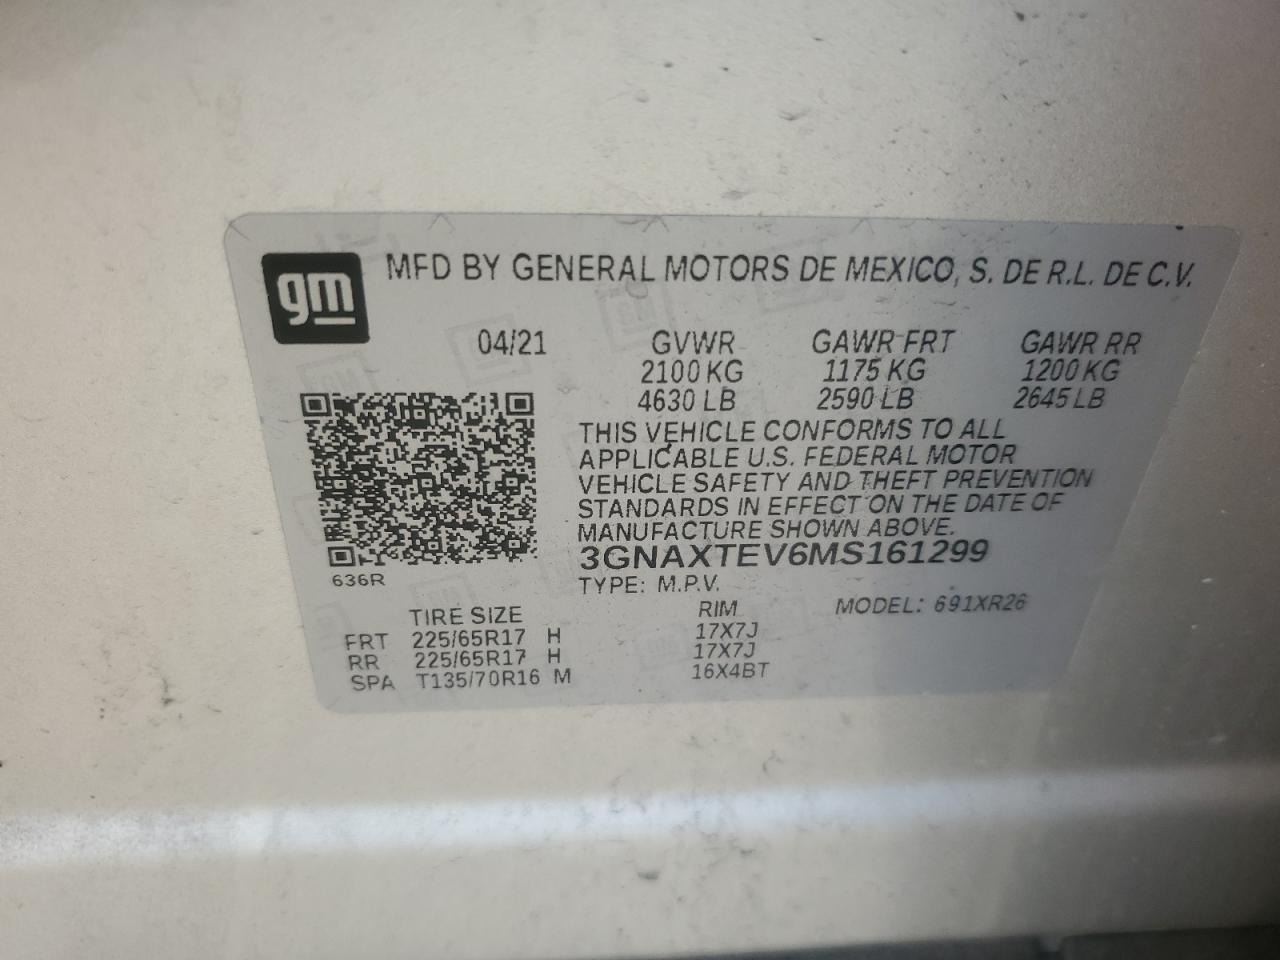 gm
MFD BY GENERAL MOTORS DE MEXICO, S. DE R.L. DE C.V.
04/21 GVWR GAWR FRT GAWR RR
2100 KG 1175 KG 1200 KG
4630 LB 2590 LB 2645 LB
THIS VEHICLE CONFORMS TO ALL
APPLICABLE U.S. FEDERAL MOTOR
VEHICLE SAFETY AND THEFT PREVENTION
STANDARDS IN EFFECT ON THE DATE OF
MANUFACTURE SHOWN ABOVE.
3GNAXTEV6MS161299
636R
TYPE: M.P.V.
TIRE SIZE RIM MODEL: 691XR26
FRT 225/65R17 H 17X7J
RR 225/65R17 H 17X7J
SPA T135/70R16 M 16X4BT